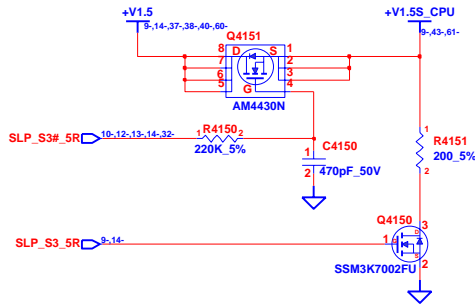 +V1.5
9-,14-,37-,38-,40-,60-
+V1.5S_CPU
9-,43-,61-
Q4151
8 D S 1
7 2
6 3
5 G 4
AM4430N
SLP_S3#_5R
10-,12-,13-,14-,32-
1 R4150 2
220K_5%
C4150
1
2
470pF_50V
1
R4151
200_5%
2
Q4150
SLP_S3_5R
9-,14-
1 G D 3
S 2
SSM3K7002FU